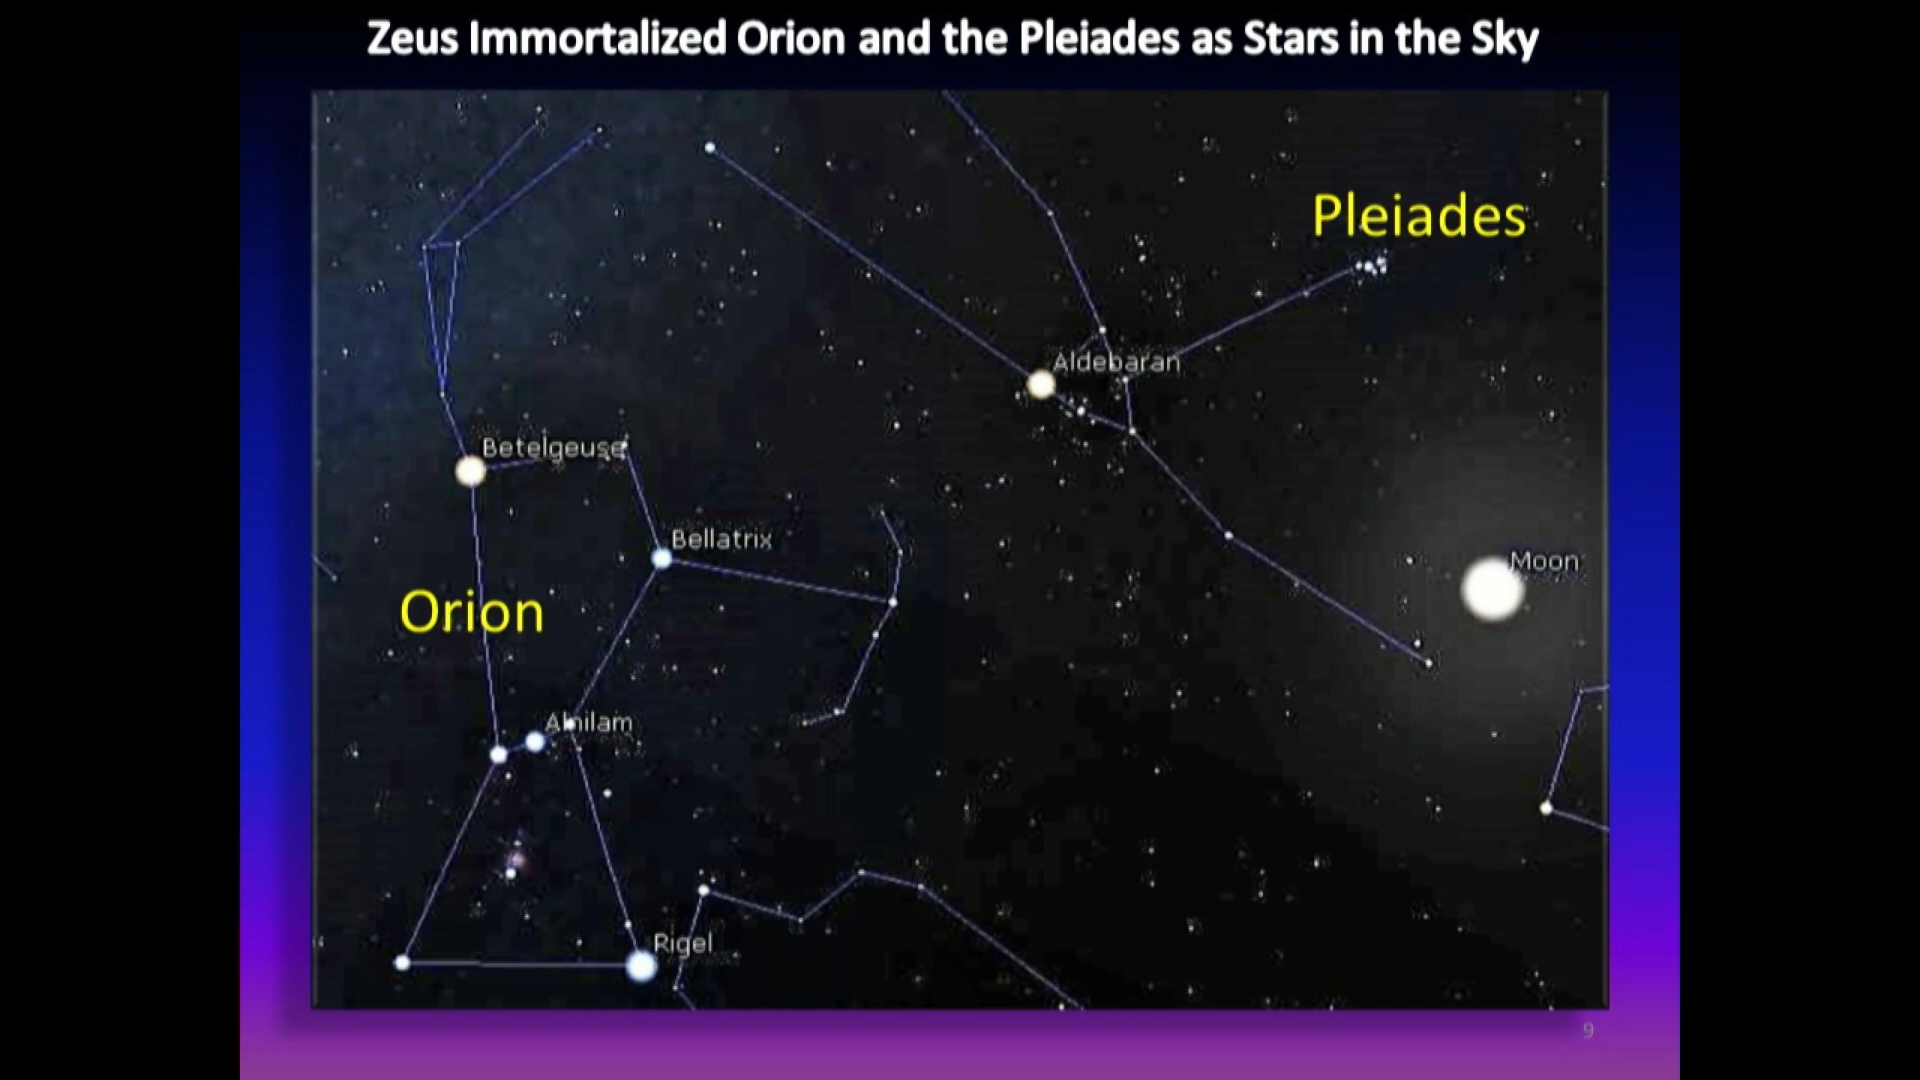 Zeus Immortalized Orion and the Pleiades as Stars in the Sky
Pleiades
Aldebaran
Betelgeuse
Bellatrix
Moon
Orion
Alnilam
Rigel
9